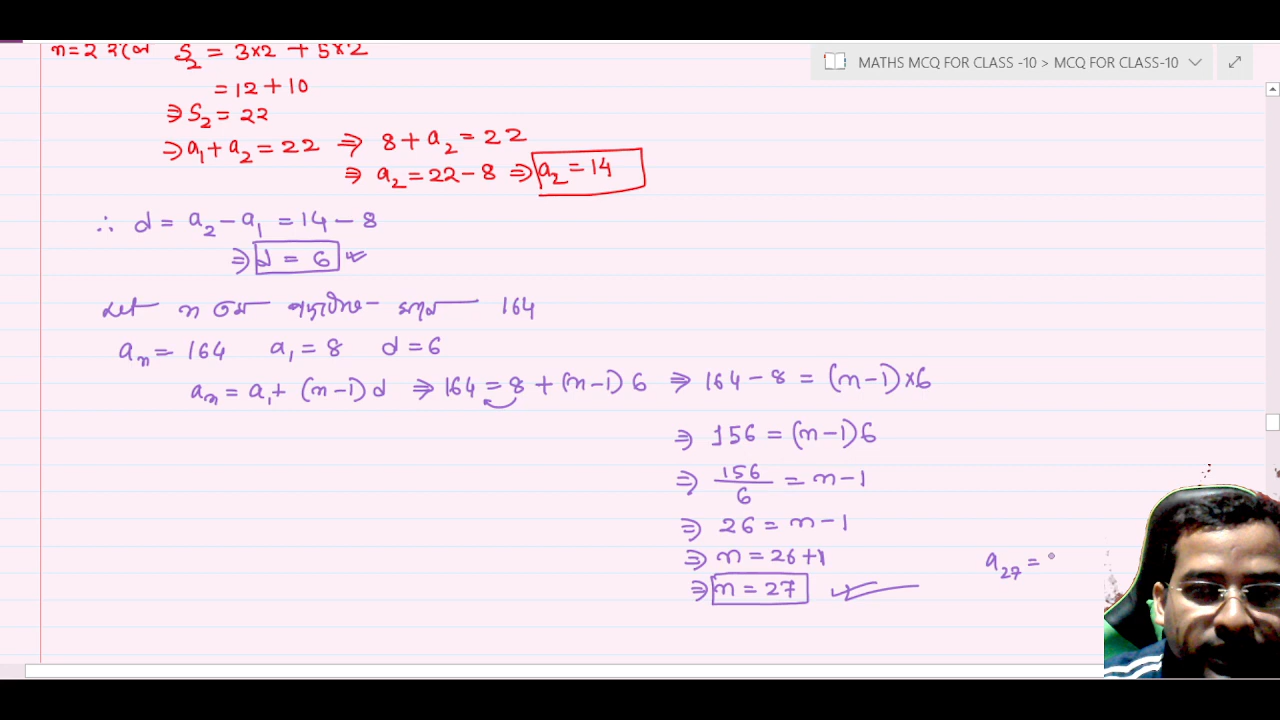 MATHS MCQ FOR CLASS -10 > MCQ FOR CLASS-10
n=2 হলে S₂ = 3×2 + 5×2
= 12 + 10
⇒ S₂ = 22
⇒ a₁ + a₂ = 22 ⇒ 8 + a₂ = 22
⇒ a₂ = 22 - 8 ⇒ a₂ = 14
∴ d = a₂ - a₁ = 14 - 8
⇒ d = 6
Let n তম 164
aₙ = 164 a₁ = 8 d = 6
aₙ = a₁ + (n-1) d ⇒ 164 = 8 + (n-1) 6 ⇒ 164 - 8 = (n-1)×6
⇒ 156 = (n-1)6
⇒ 156/6 = n-1
⇒ 26 = n-1
⇒ n = 26+1
⇒ n = 27
a₂₇ =